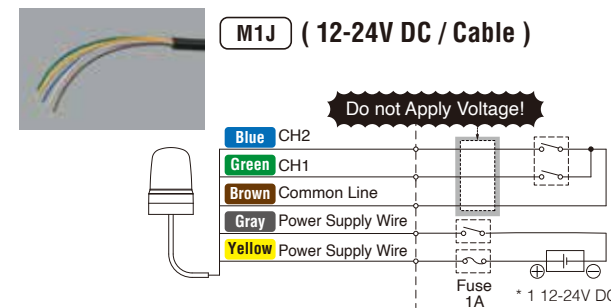 M1J ( 12-24V DC / Cable )
Do not Apply Voltage!
Blue CH2
Green CH1
Brown Common Line
Gray Power Supply Wire
Yellow Power Supply Wire
Fuse
1A
* 1 12-24V DC